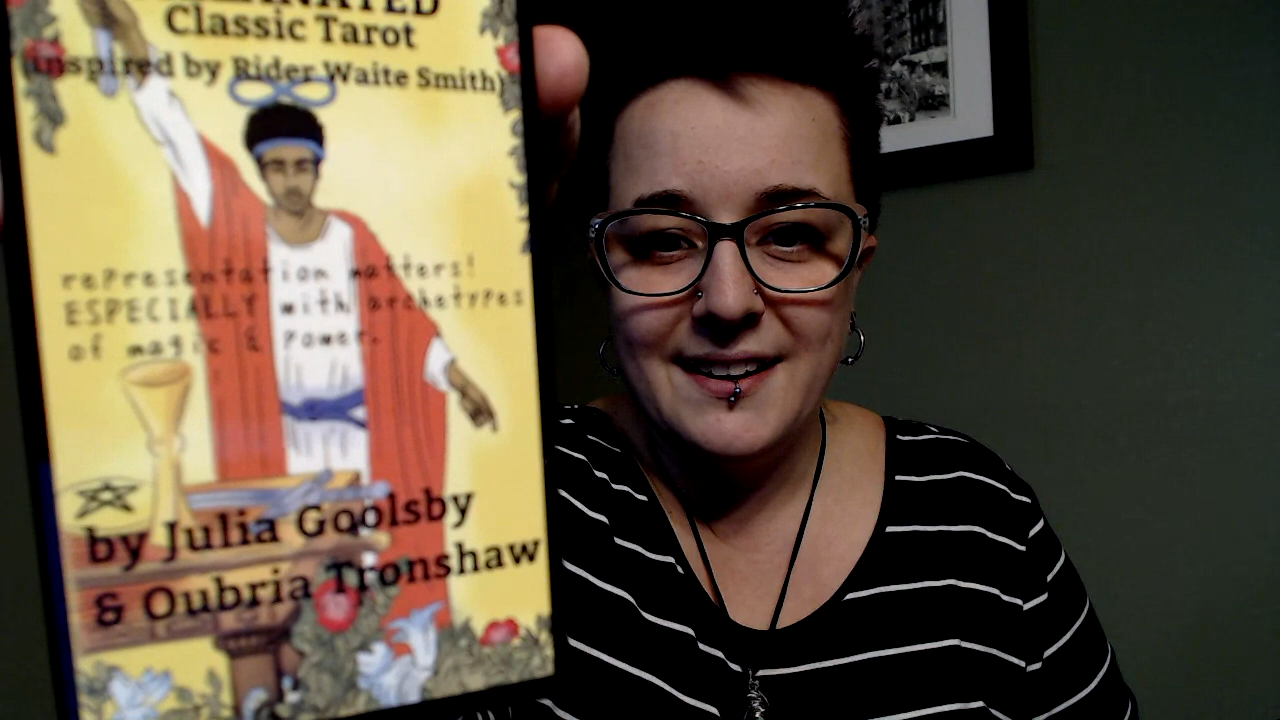 Classic Tarot
(inspired by Rider Waite Smith)
representation matters!
ESPECIALLY with archetypes
of magic & power.
by Julia Goolsby
& Oubria Tronshaw